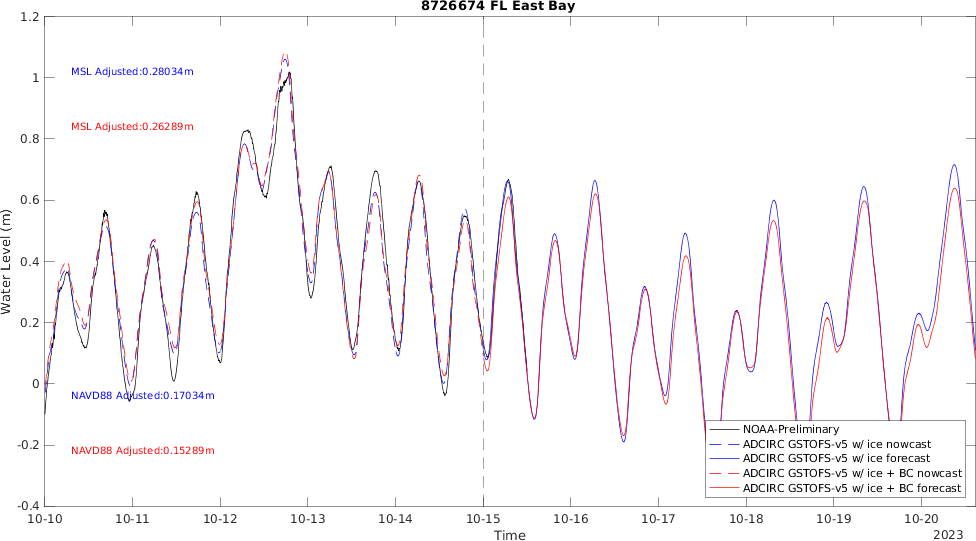 8726674 FL East Bay
1.2
1
0.8
0.6
0.4
0.2
0
-0.2
-0.4
Water Level (m)
MSL Adjusted:0.28034m
MSL Adjusted:0.26289m
NAVD88 Adjusted:0.17034m
NAVD88 Adjusted:0.15289m
NOAA-Preliminary
ADCIRC GSTOFS-v5 w/ ice nowcast
ADCIRC GSTOFS-v5 w/ ice forecast
ADCIRC GSTOFS-v5 w/ ice + BC nowcast
ADCIRC GSTOFS-v5 w/ ice + BC forecast
10-10 10-11 10-12 10-13 10-14 10-15 10-16 10-17 10-18 10-19 10-20
Time
2023